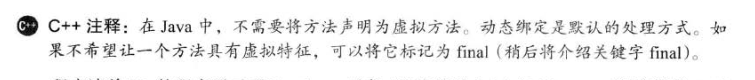 C++ C++ 注释：在 Java 中，不需要将方法声明为虚拟方法。动态绑定是默认的处理方式。如
果不希望让一个方法具有虚拟特征，可以将它标记为 final（稍后将介绍关键字 final）。